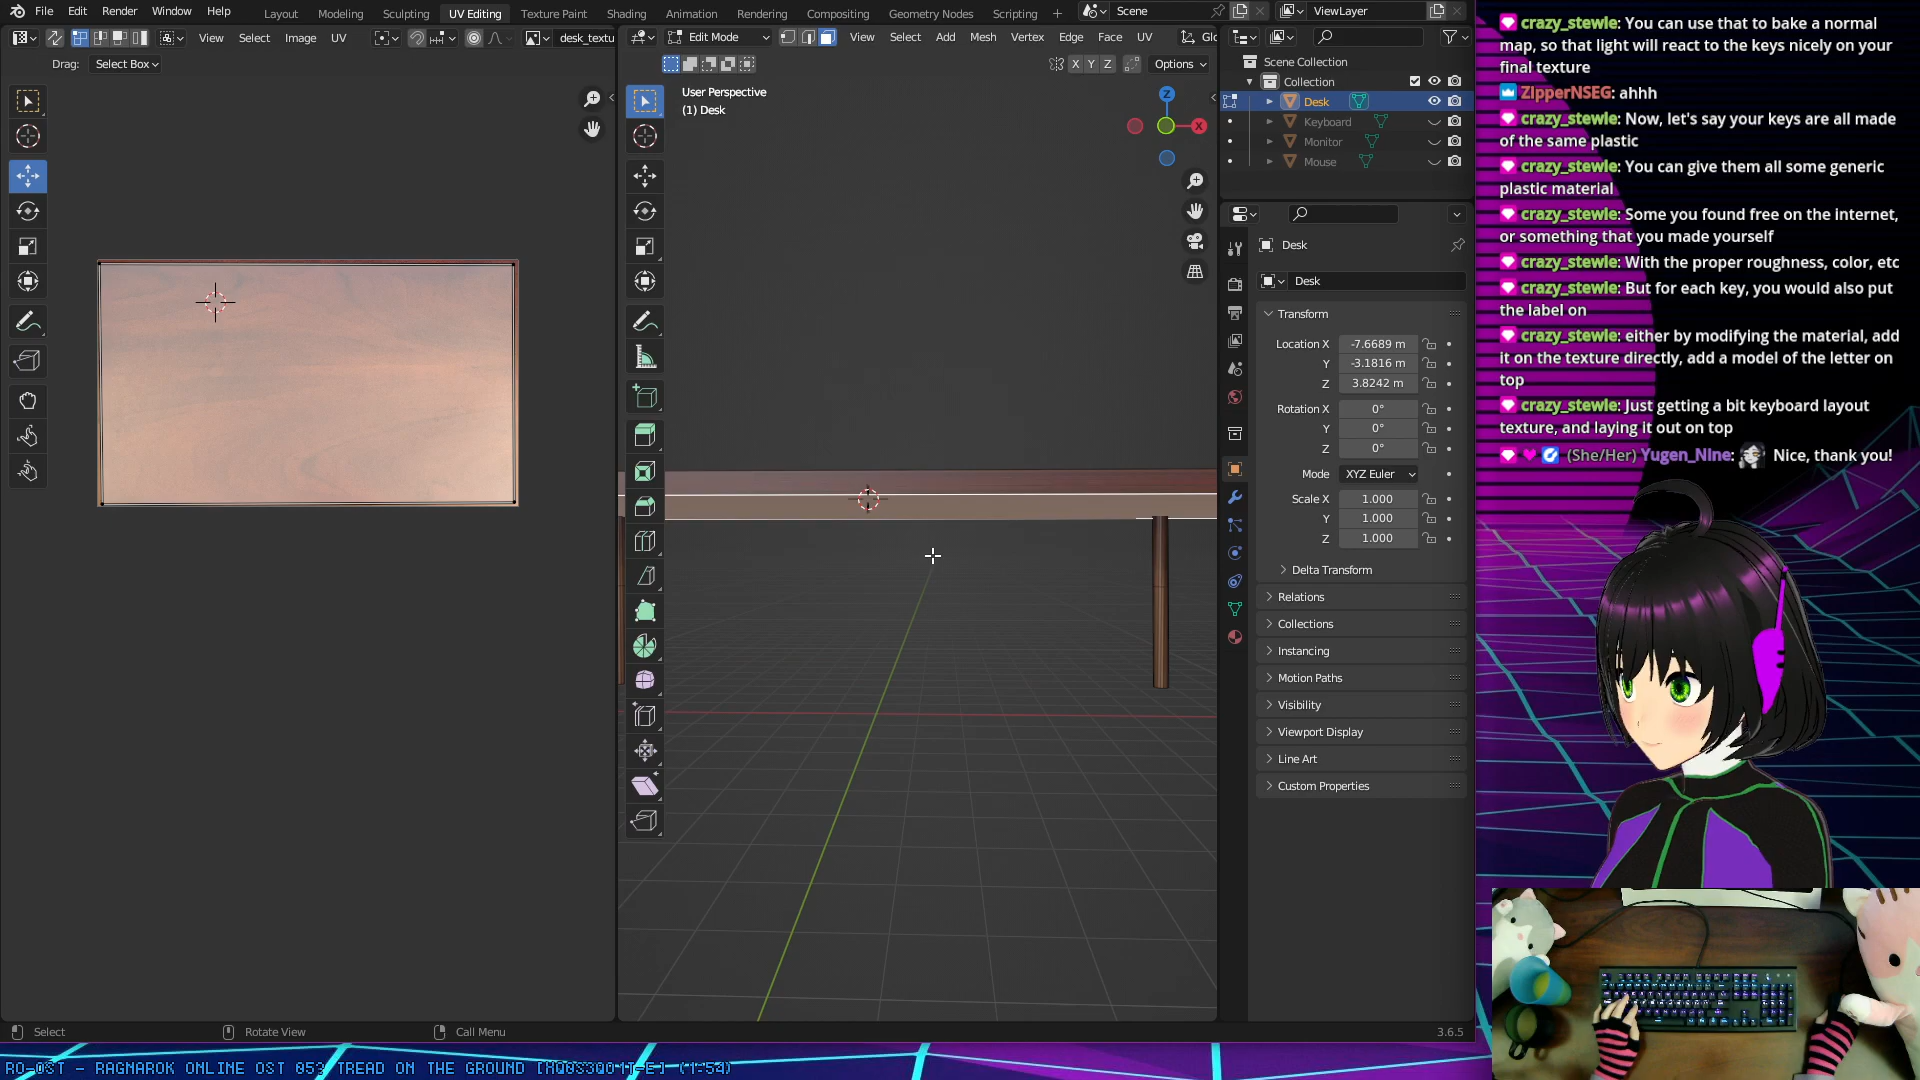 File Edit Render Window Help Layout Modeling Sculpting UV Editing Texture Paint Shading Animation Rendering Compositing Geometry Nodes Scripting + Scene ViewLayer
View Select Image UV desk_textu
Edit Mode View Select Add Mesh Vertex Edge Face UV Glo
Drag: Select Box
X Y Z Options
User Perspective
(1) Desk
Z
X
Scene Collection
Collection
Desk
Keyboard
Monitor
Mouse
Desk
Desk
Transform
Location X -7.6689 m
Y -3.1816 m
Z 3.8242 m
Rotation X 0°
Y 0°
Z 0°
Mode XYZ Euler
Scale X 1.000
Y 1.000
Z 1.000
Delta Transform
Relations
Collections
Instancing
Motion Paths
Visibility
Viewport Display
Line Art
Custom Properties
Select Rotate View Call Menu 3.6.5
crazy_stewie: You can use that to bake a normal
map, so that light will react to the keys nicely on your
final texture
ZipperNSEG: ahhh
crazy_stewie: Now, let's say your keys are all made
of the same plastic
crazy_stewie: You can give them all some generic
plastic material
crazy_stewie: Some you found free on the internet,
or something that you made yourself
crazy_stewie: With the proper roughness, color, etc
crazy_stewie: But for each key, you would also put
the label on
crazy_stewie: either by modifying the material, add
it on the texture directly, add a model of the letter on
top
crazy_stewie: Just getting a bit keyboard layout
texture, and laying it out on top
(She/Her) Yugen_Nine: Nice, thank you!
RO-OST - RAGNAROK ONLINE OST 053 TREAD ON THE GROUND
(1:54)